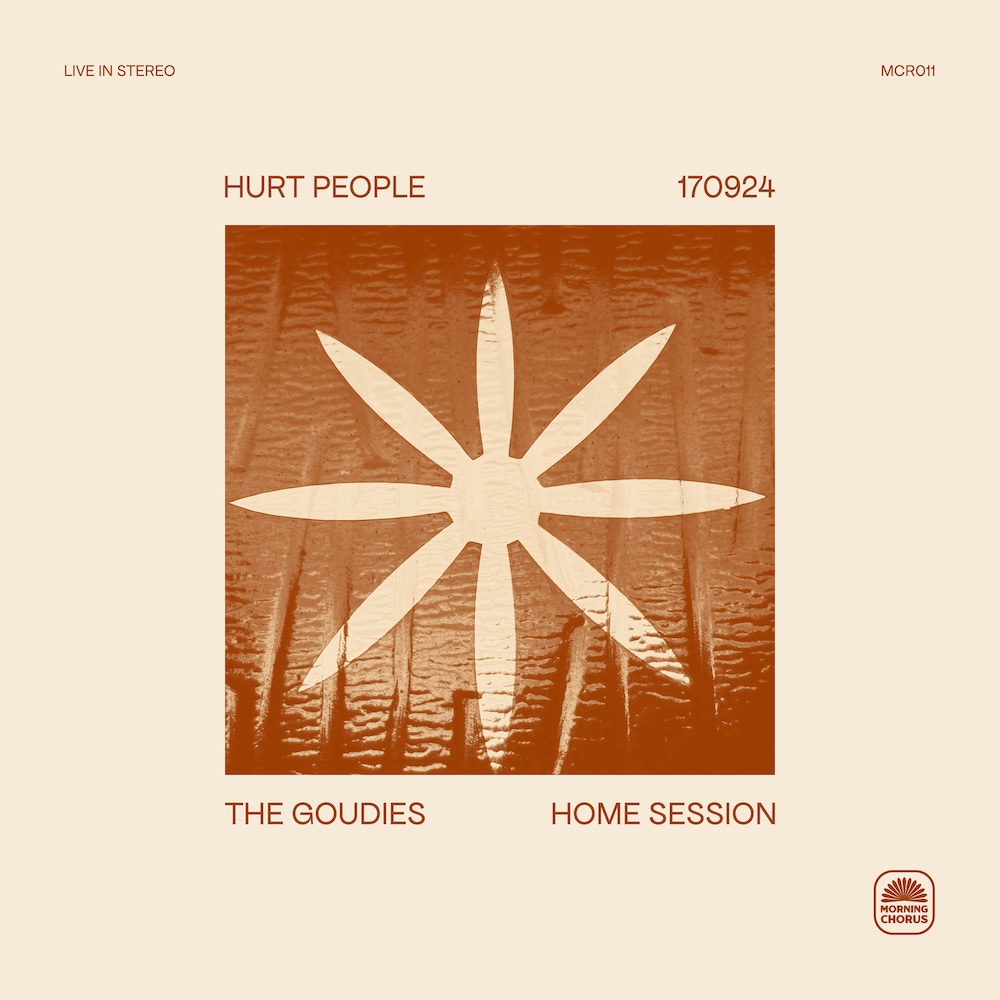 LIVE IN STEREO
MCR011
HURT PEOPLE
170924
THE GOUDIES
HOME SESSION
MORNING
CHORUS